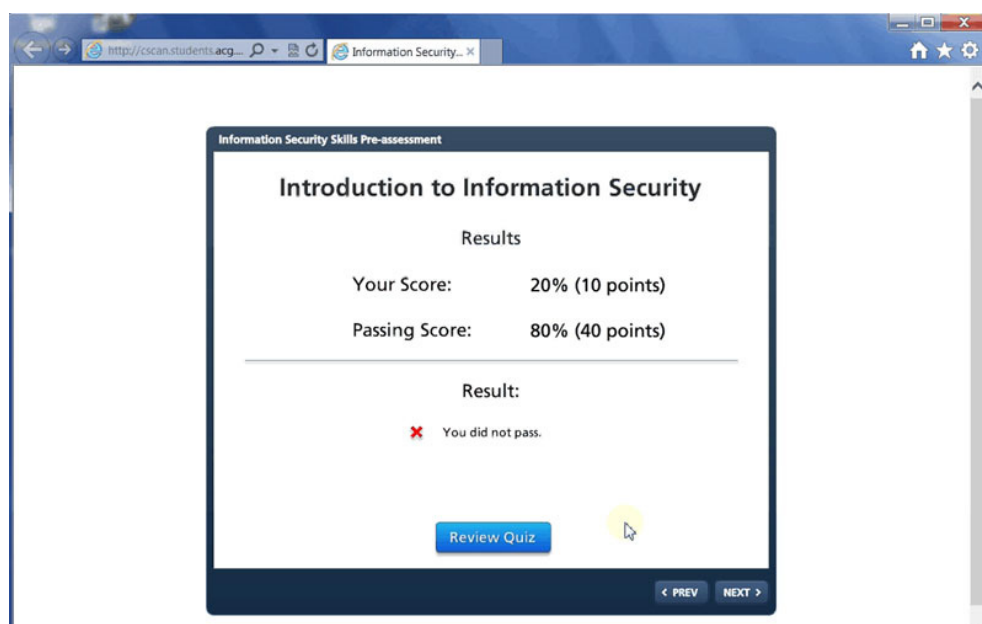 http://cscan.students.acg...
Information Security...
Information Security Skills Pre-assessment
Introduction to Information Security
Results
Your Score: 20% (10 points)
Passing Score: 80% (40 points)
Result:
You did not pass.
Review Quiz
< PREV NEXT >